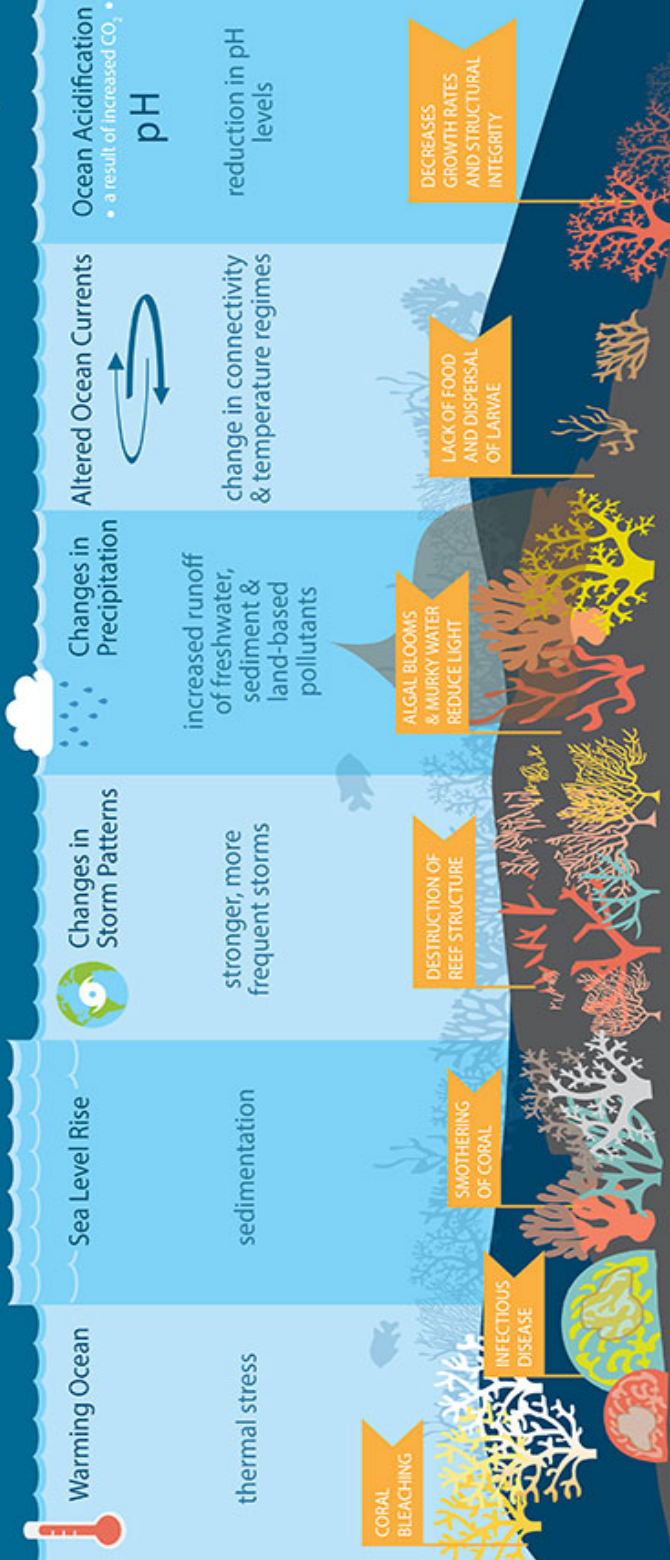 Warming Ocean
thermal stress
CORAL
BLEACHING
INFECTIOUS
DISEASE
Sea Level Rise
sedimentation
SMOTHERING
OF CORAL
Changes in
Storm Patterns
stronger, more
frequent storms
DESTRUCTION OF
REEF STRUCTURE
Changes in
Precipitation
increased runoff
of freshwater,
sediment &
land-based
pollutants
ALGAL BLOOMS
& MURKY WATER
REDUCE LIGHT
Altered Ocean Currents
change in connectivity
& temperature regimes
LACK OF FOOD
AND DISPERSAL
OF LARVAE
Ocean Acidification
• a result of increased CO₂ •
pH
reduction in pH
levels
DECREASES
GROWTH RATES
AND STRUCTURAL
INTEGRITY